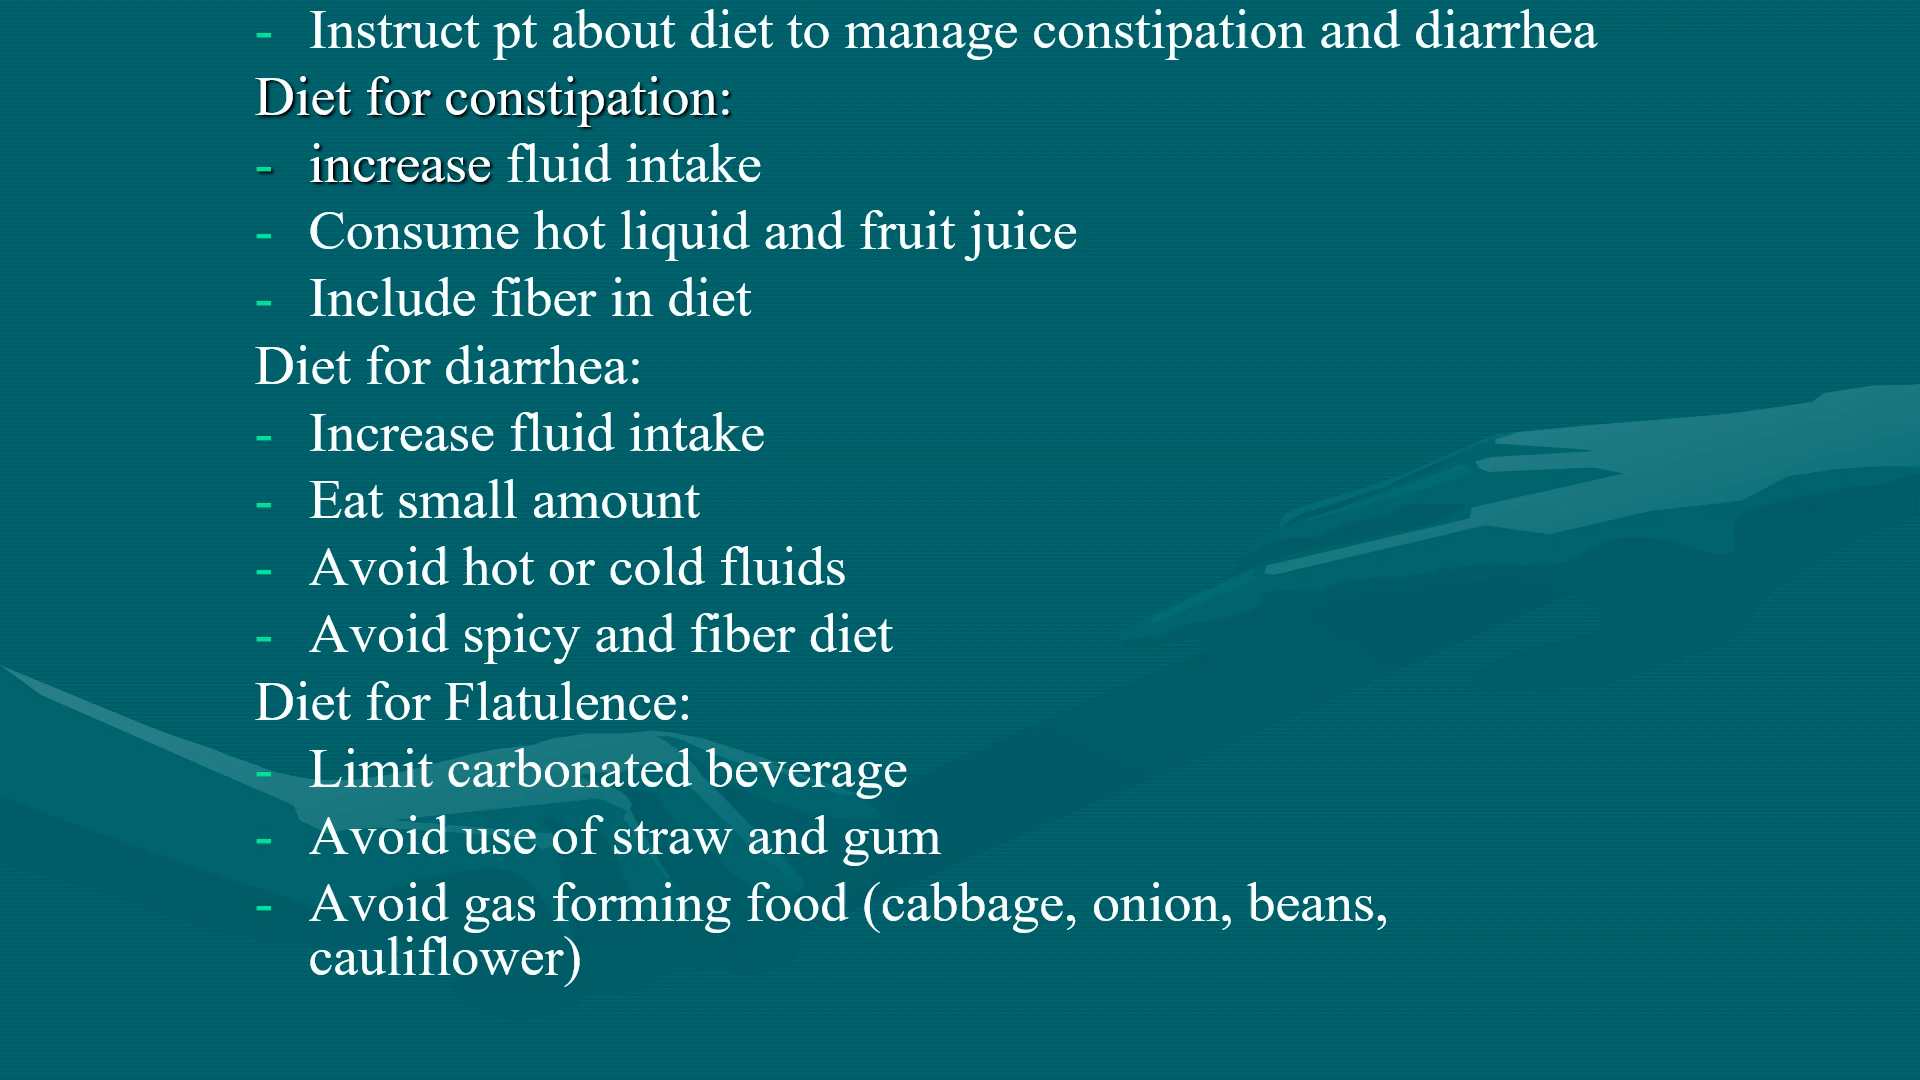 - Instruct pt about diet to manage constipation and diarrhea
Diet for constipation:
- increase fluid intake
- Consume hot liquid and fruit juice
- Include fiber in diet
Diet for diarrhea:
- Increase fluid intake
- Eat small amount
- Avoid hot or cold fluids
- Avoid spicy and fiber diet
Diet for Flatulence:
- Limit carbonated beverage
- Avoid use of straw and gum
- Avoid gas forming food (cabbage, onion, beans,
cauliflower)